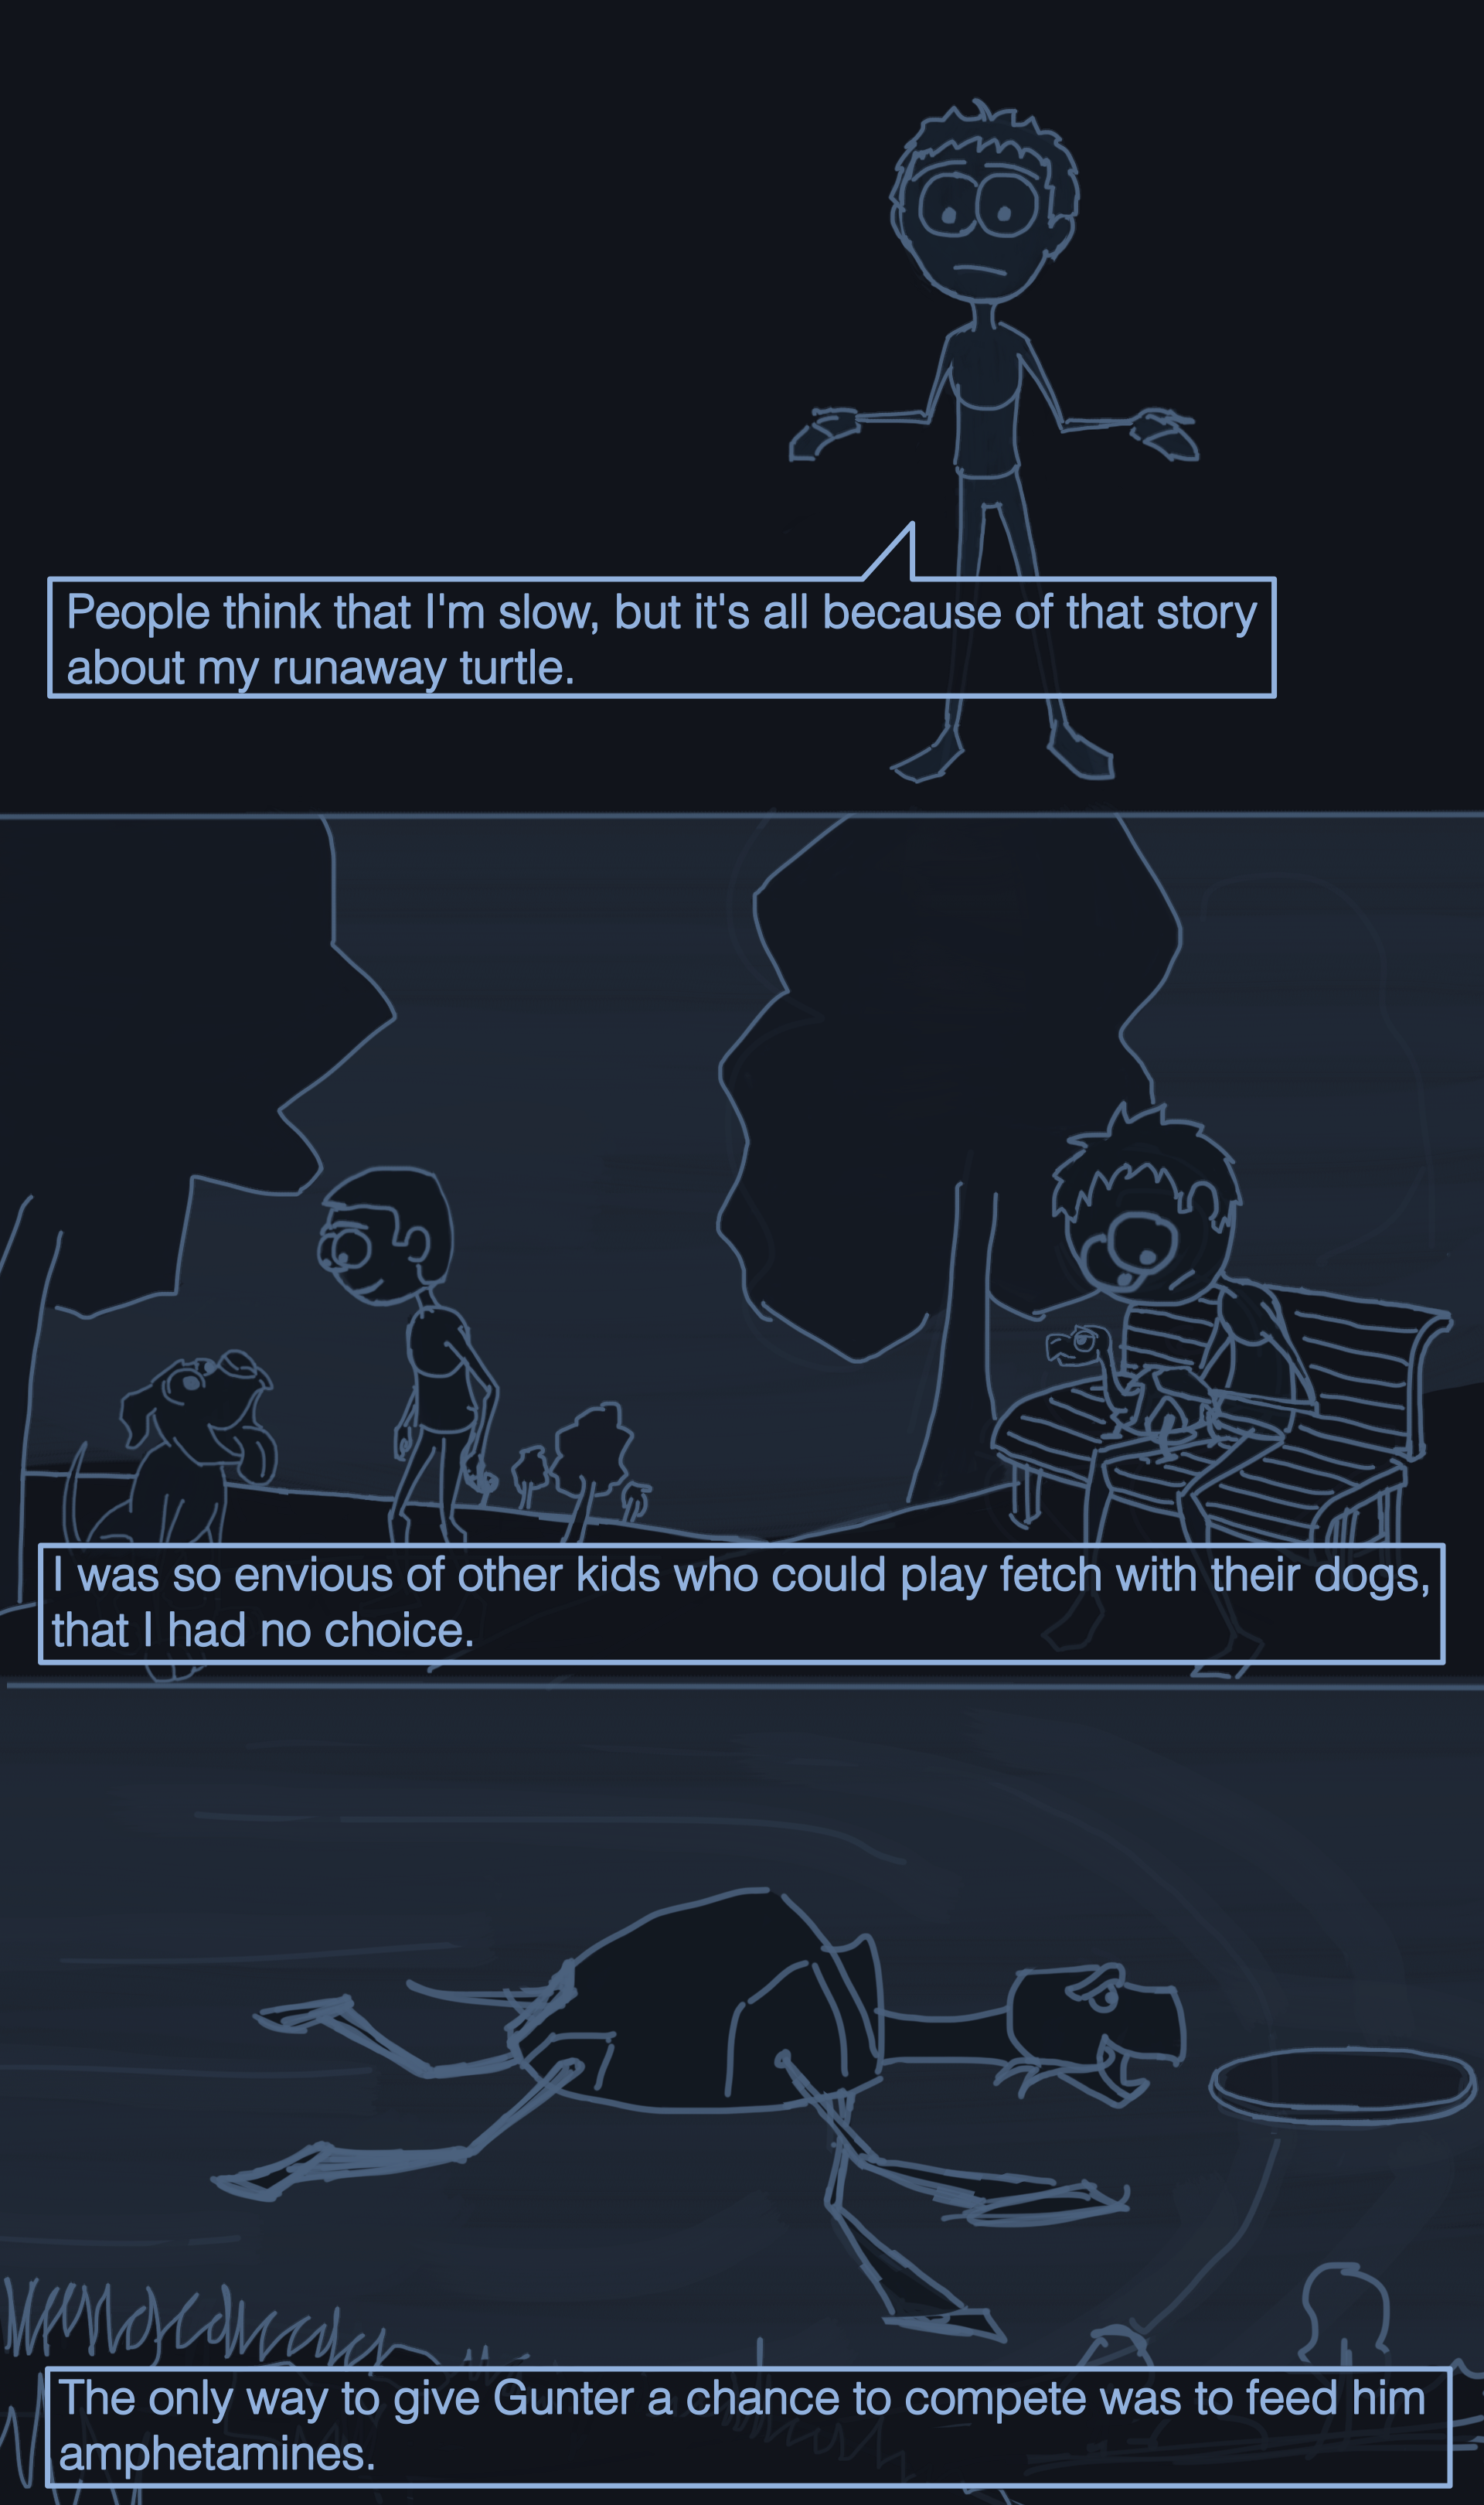 People think that I'm slow, but it's all because of that story
about my runaway turtle.
I was so envious of other kids who could play fetch with their dogs,
that I had no choice.
The only way to give Gunter a chance to compete was to feed him
amphetamines.